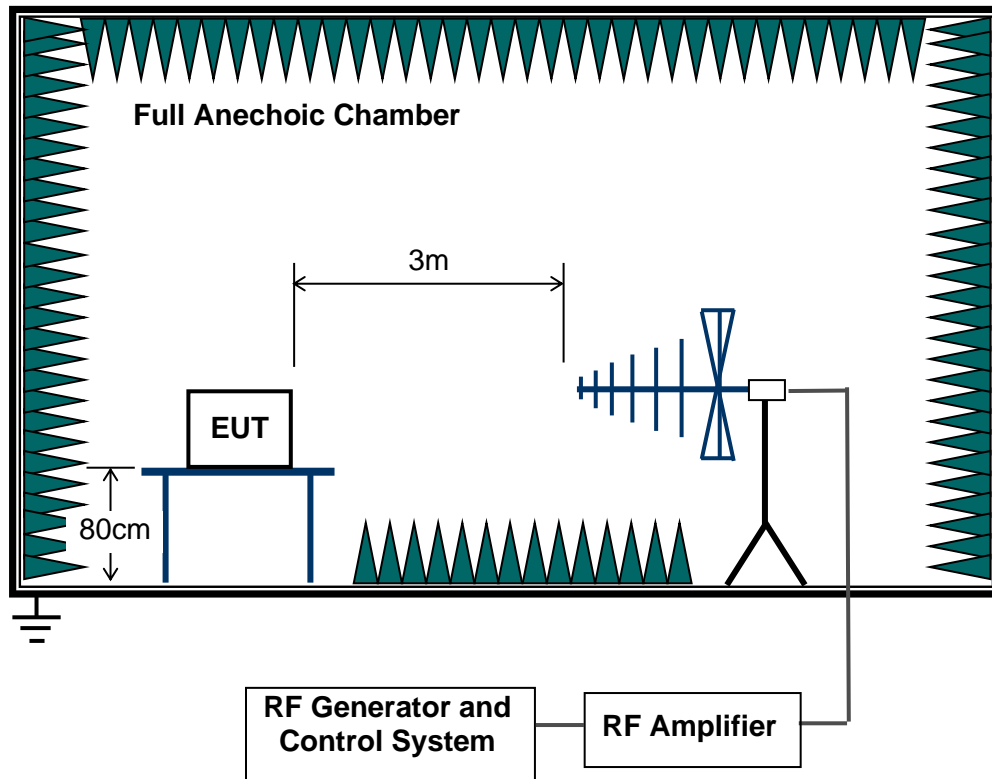 Full Anechoic Chamber
3m
EUT
80cm
RF Generator and
Control System
RF Amplifier